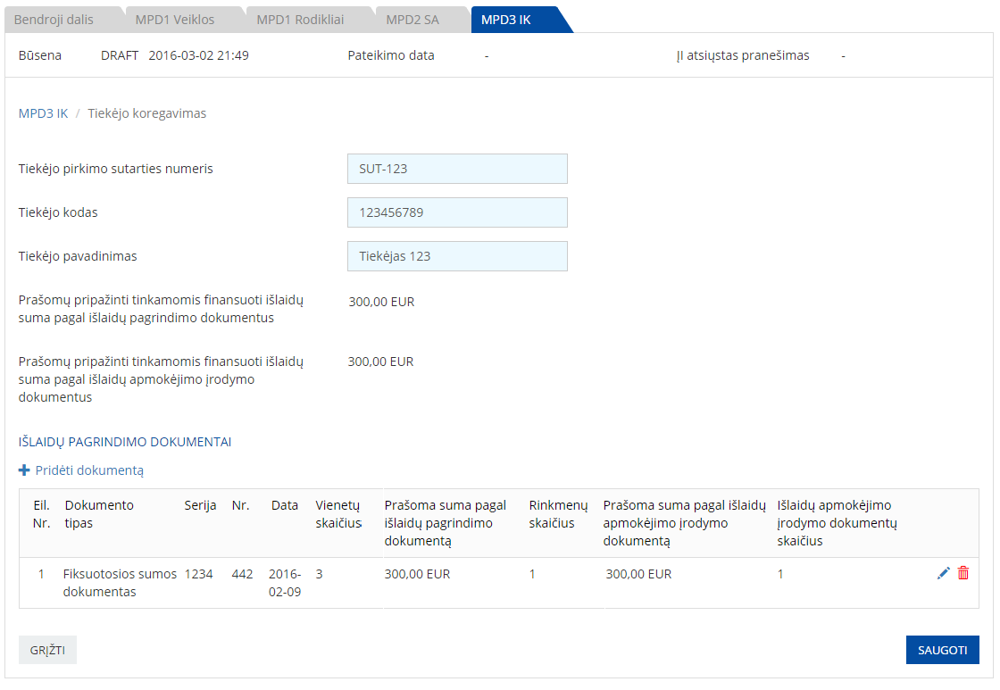 Bendroji dalis MPD1 Veiklos MPD1 Rodikliai MPD2 SA MPD3 IK
Būsena DRAFT 2016-03-02 21:49 Pateikimo data - ĮI atsiųstas pranešimas -
MPD3 IK / Tiekėjo koregavimas
Tiekėjo pirkimo sutarties numeris SUT-123
Tiekėjo kodas 123456789
Tiekėjo pavadinimas Tiekėjas 123
Prašomų pripažinti tinkamomis finansuoti išlaidų
suma pagal išlaidų pagrindimo dokumentus
300,00 EUR
Prašomų pripažinti tinkamomis finansuoti išlaidų
suma pagal išlaidų apmokėjimo įrodymo
dokumentus
300,00 EUR
IŠLAIDŲ PAGRINDIMO DOKUMENTAI
Pridėti dokumentą
Eil. Dokumento Serija Nr. Data Vienetų Prašoma suma pagal Rinkmenų Prašoma suma pagal išlaidų Išlaidų apmokėjimo
Nr. tipas skaičius išlaidų pagrindimo skaičius apmokėjimo įrodymo įrodymo dokumentų
dokumentą dokumentą skaičius
1 Fiksuotosios sumos 1234 442 2016- 3 300,00 EUR 1 300,00 EUR 1
dokumentas 02-09
GRĮŽTI SAUGOTI